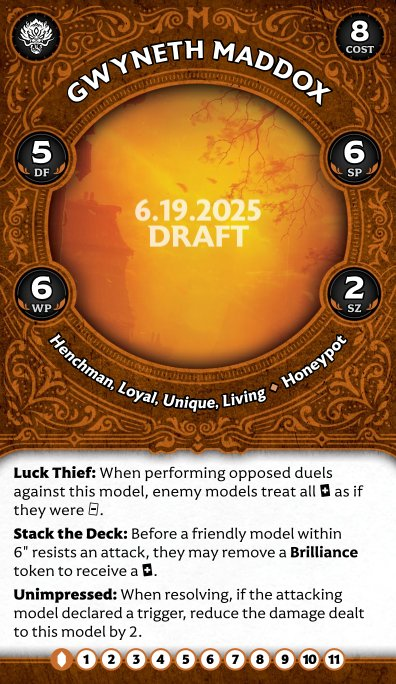 GWYNETH MADDOX
8
COST
5
DF
6
SP
6.19.2025
DRAFT
6
WP
2
SZ
Henchman, Loyal, Unique, Living ♦ Honeypot
Luck Thief: When performing opposed duels
against this model, enemy models treat all + as if
they were -.
Stack the Deck: Before a friendly model within
6" resists an attack, they may remove a Brilliance
token to receive a +.
Unimpressed: When resolving, if the attacking
model declared a trigger, reduce the damage dealt
to this model by 2.
1 2 3 4 5 6 7 8 9 10 11